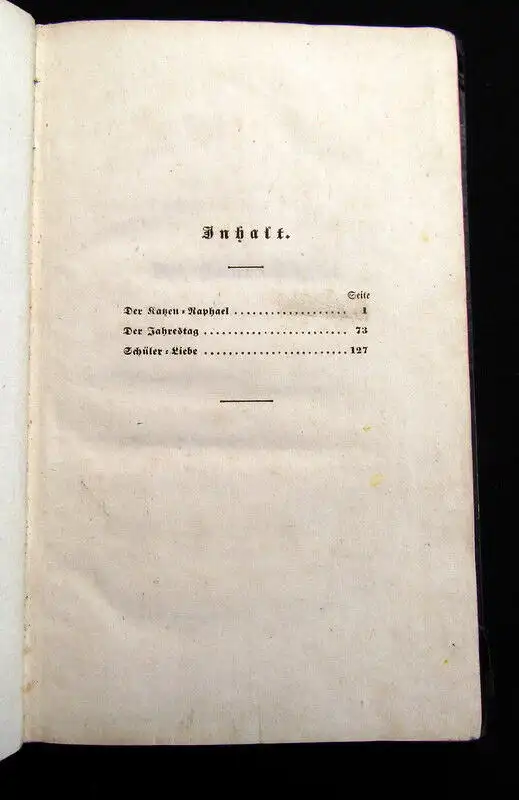 Inhalt.
Seite
Der Katzen=Raphael ................... 1
Der Jahrestag ........................ 73
Schüler=Liebe ........................ 127